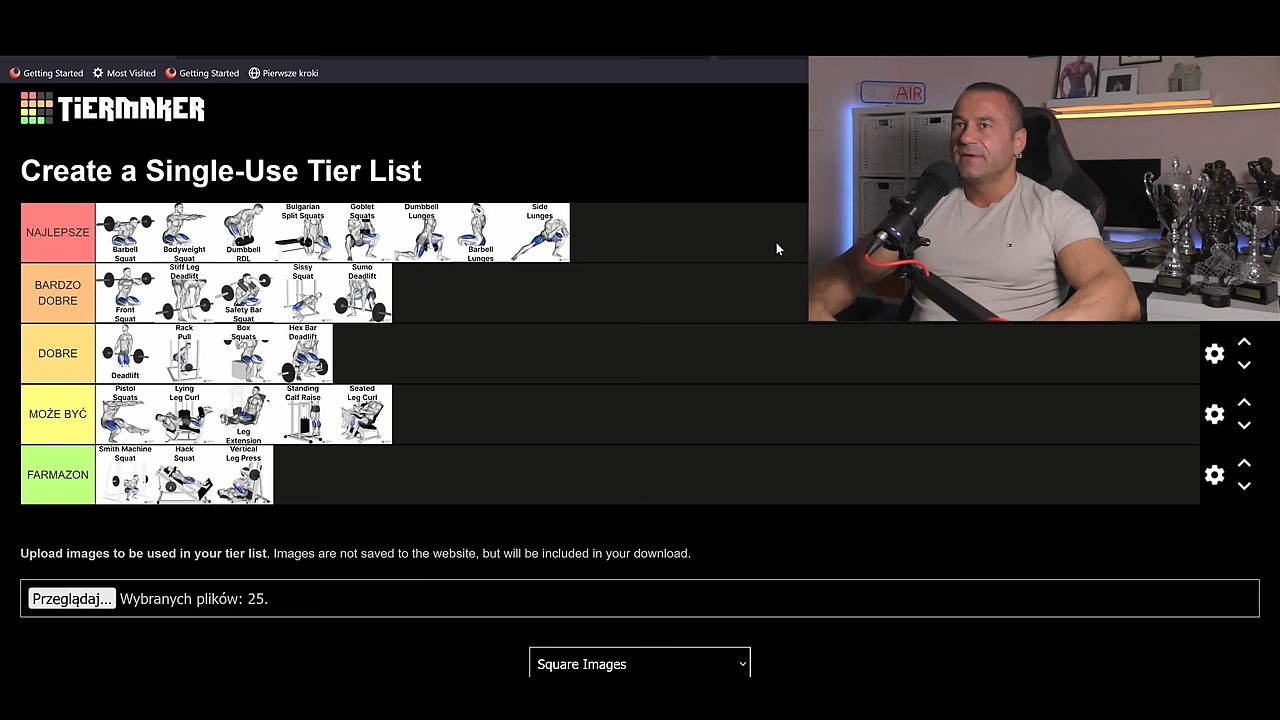 Getting Started Most Visited Getting Started Pierwsze kroki
TiERMAKER
AIR
Create a Single-Use Tier List
NAJLEPSZE
Barbell
Squat
Bodyweight
Squat
Dumbbell
RDL
Bulgarian
Split Squats
Goblet
Squats
Dumbbell
Lunges
Barbell
Lunges
Side
Lunges
BARDZO
DOBRE
Front
Squat
Stiff Leg
Deadlift
Safety Bar
Squat
Sissy
Squat
Sumo
Deadlift
DOBRE
Deadlift
Rack
Pull
Box
Squats
Hex Bar
Deadlift
MOŻE BYĆ
Pistol
Squats
Lying
Leg Curl
Leg
Extension
Standing
Calf Raise
Seated
Leg Curl
FARMAZON
Smith Machine
Squat
Hack
Squat
Vertical
Leg Press
Upload images to be used in your tier list. Images are not saved to the website, but will be included in your download.
Przeglądaj... Wybranych plików: 25.
Square Images